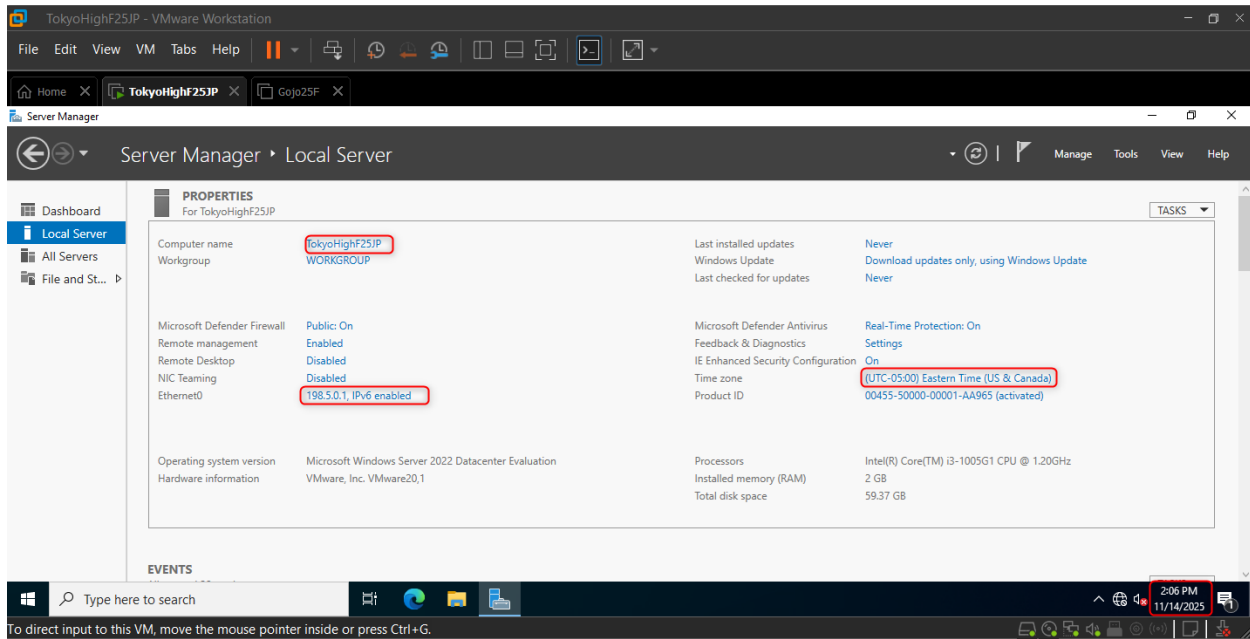 TokyoHighF25JP - VMware Workstation
File Edit View VM Tabs Help
Home TokyoHighF25JP Gojo25F
Server Manager
Server Manager ‣ Local Server
Manage Tools View Help
Dashboard
Local Server
All Servers
File and St...
PROPERTIES
For TokyoHighF25JP
TASKS
Computer name TokyoHighF25JP
Workgroup WORKGROUP
Last installed updates Never
Windows Update Download updates only, using Windows Update
Last checked for updates Never
Microsoft Defender Firewall Public: On
Remote management Enabled
Remote Desktop Disabled
NIC Teaming Disabled
Ethernet0 198.5.0.1, IPv6 enabled
Microsoft Defender Antivirus Real-Time Protection: On
Feedback & Diagnostics Settings
IE Enhanced Security Configuration On
Time zone (UTC-05:00) Eastern Time (US & Canada)
Product ID 00455-50000-00001-AA965 (activated)
Operating system version Microsoft Windows Server 2022 Datacenter Evaluation
Hardware information VMware, Inc. VMware20,1
Processors Intel(R) Core(TM) i3-1005G1 CPU @ 1.20GHz
Installed memory (RAM) 2 GB
Total disk space 59.37 GB
EVENTS
Type here to search
2:06 PM
11/14/2025
1
To direct input to this VM, move the mouse pointer inside or press Ctrl+G.